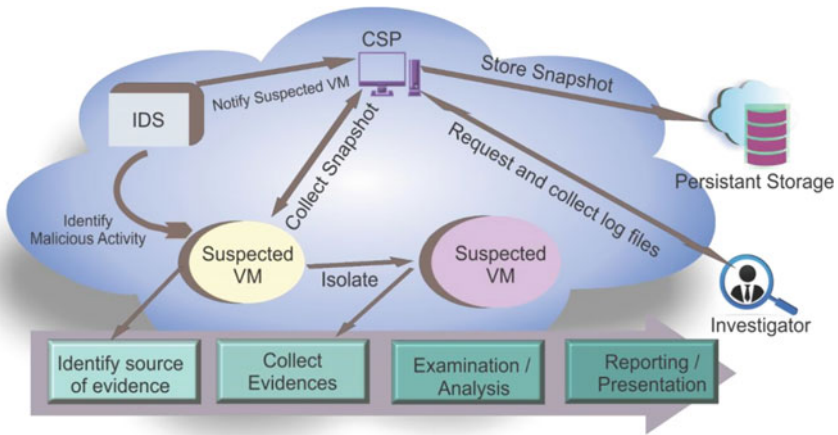 CSP
Store Snapshot
Notify Suspected VM
IDS
Collect Snapshot
Request and collect log files
Persistant Storage
Identify
Malicious Activity
Suspected
VM
Isolate
Suspected
VM
Investigator
Identify source
of evidence
Collect
Evidences
Examination /
Analysis
Reporting /
Presentation